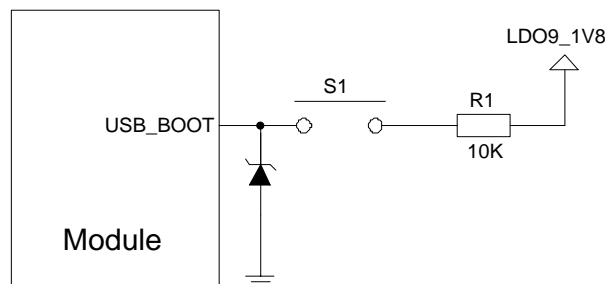 LDO9_1V8
S1
R1
USB_BOOT
10K
Module